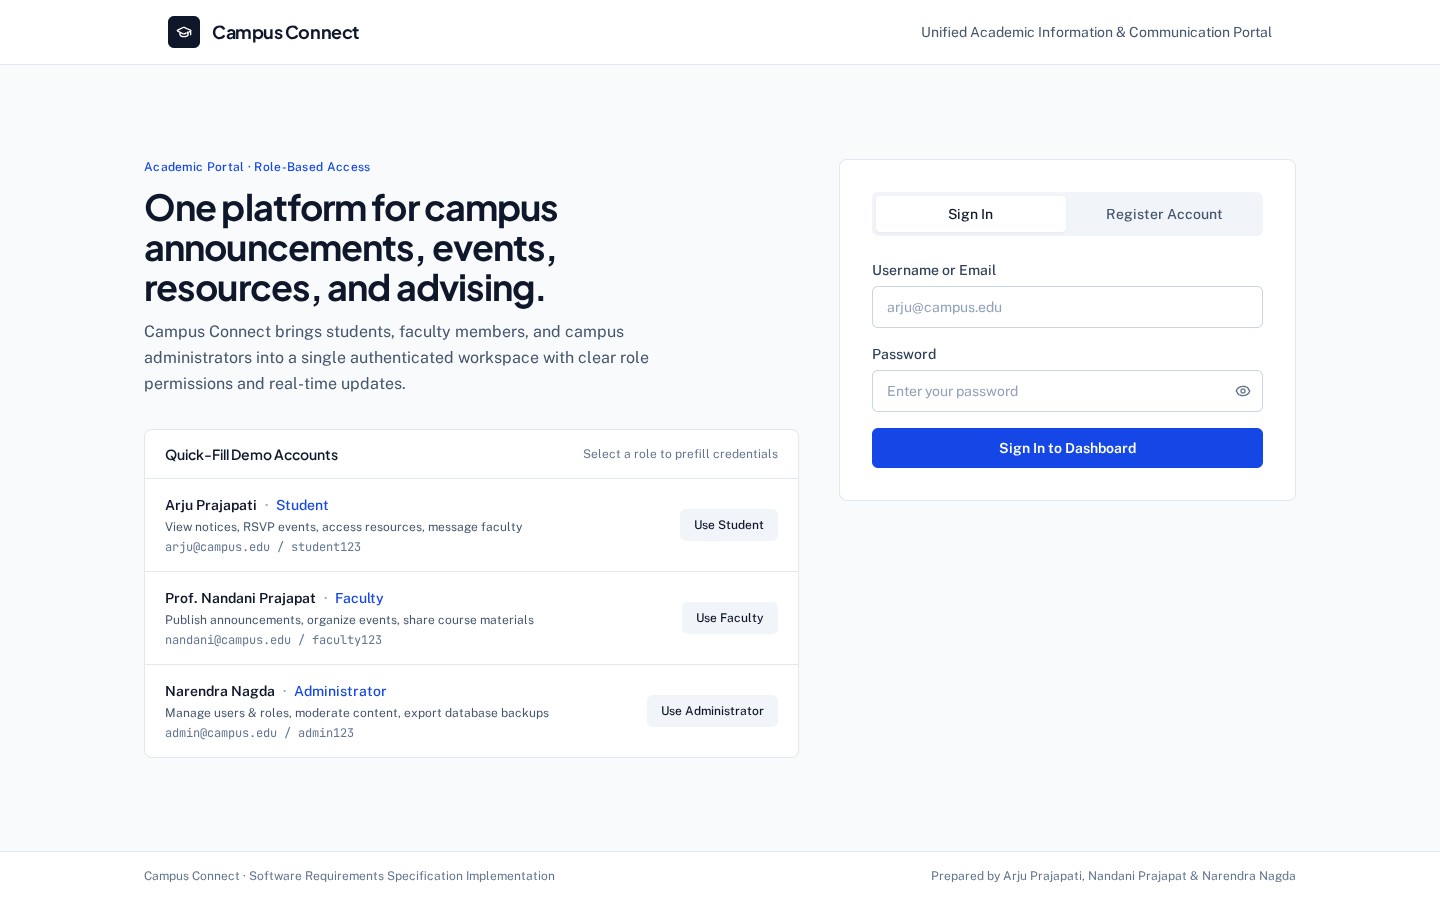 Campus Connect
Unified Academic Information & Communication Portal
Academic Portal · Role-Based Access
One platform for campus
announcements, events,
resources, and advising.
Campus Connect brings students, faculty members, and campus
administrators into a single authenticated workspace with clear role
permissions and real-time updates.
Quick-Fill Demo Accounts
Select a role to prefill credentials
Arju Prajapati · Student
View notices, RSVP events, access resources, message faculty
arju@campus.edu / student123
Use Student
Prof. Nandani Prajapat · Faculty
Publish announcements, organize events, share course materials
nandani@campus.edu / faculty123
Use Faculty
Narendra Nagda · Administrator
Manage users & roles, moderate content, export database backups
admin@campus.edu / admin123
Use Administrator
Sign In
Register Account
Username or Email
arju@campus.edu
Password
Enter your password
Sign In to Dashboard
Campus Connect · Software Requirements Specification Implementation
Prepared by Arju Prajapati, Nandani Prajapat & Narendra Nagda